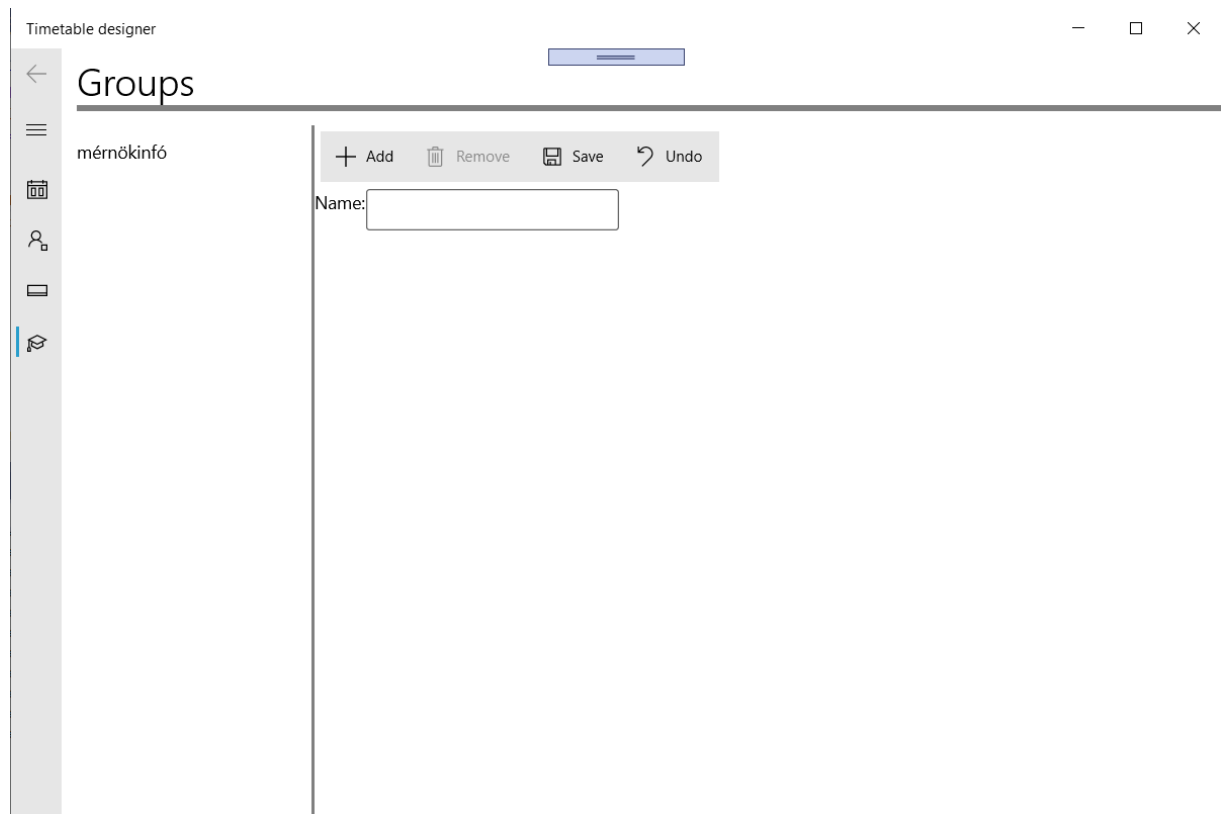 Timetable designer
Groups
mérnökinfó
Add Remove Save Undo
Name: